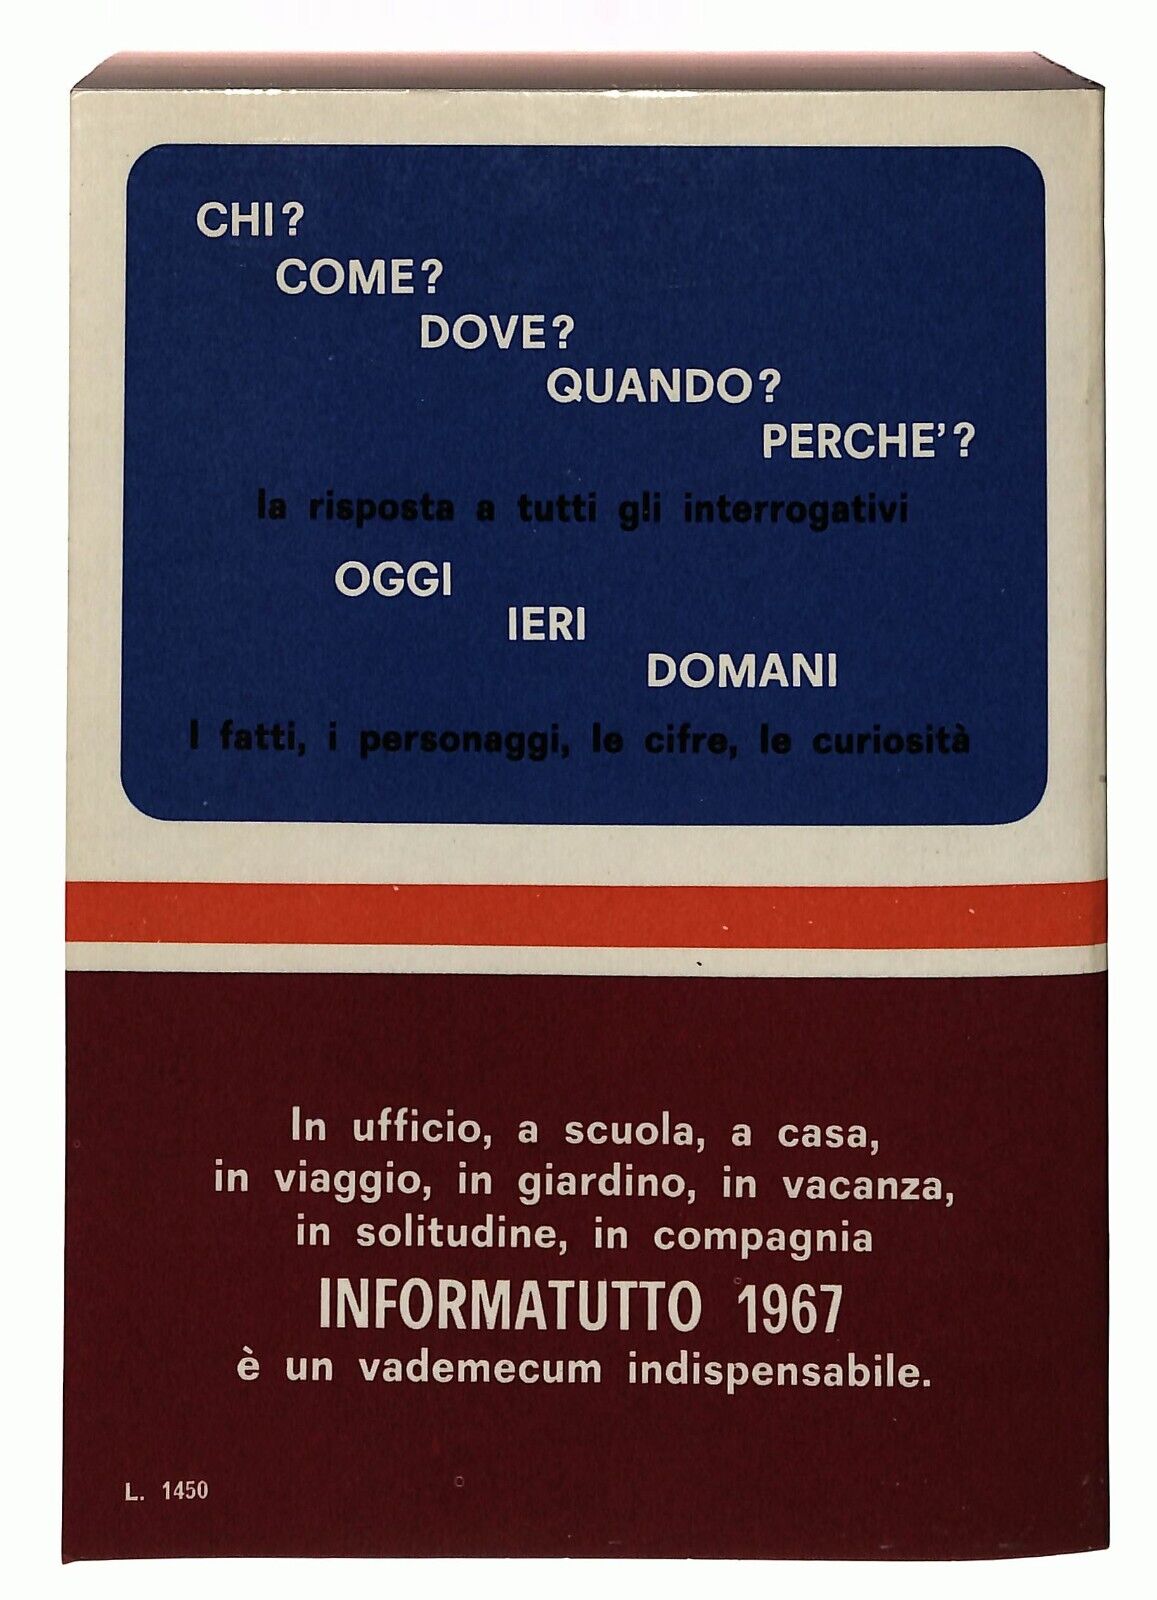 CHI?
COME?
DOVE?
QUANDO?
PERCHE'?
la risposta a tutti gli interrogativi
OGGI
IERI
DOMANI
I fatti, i personaggi, le cifre, le curiosità
In ufficio, a scuola, a casa,
in viaggio, in giardino, in vacanza,
in solitudine, in compagnia
INFORMATUTTO 1967
è un vademecum indispensabile.
L. 1450